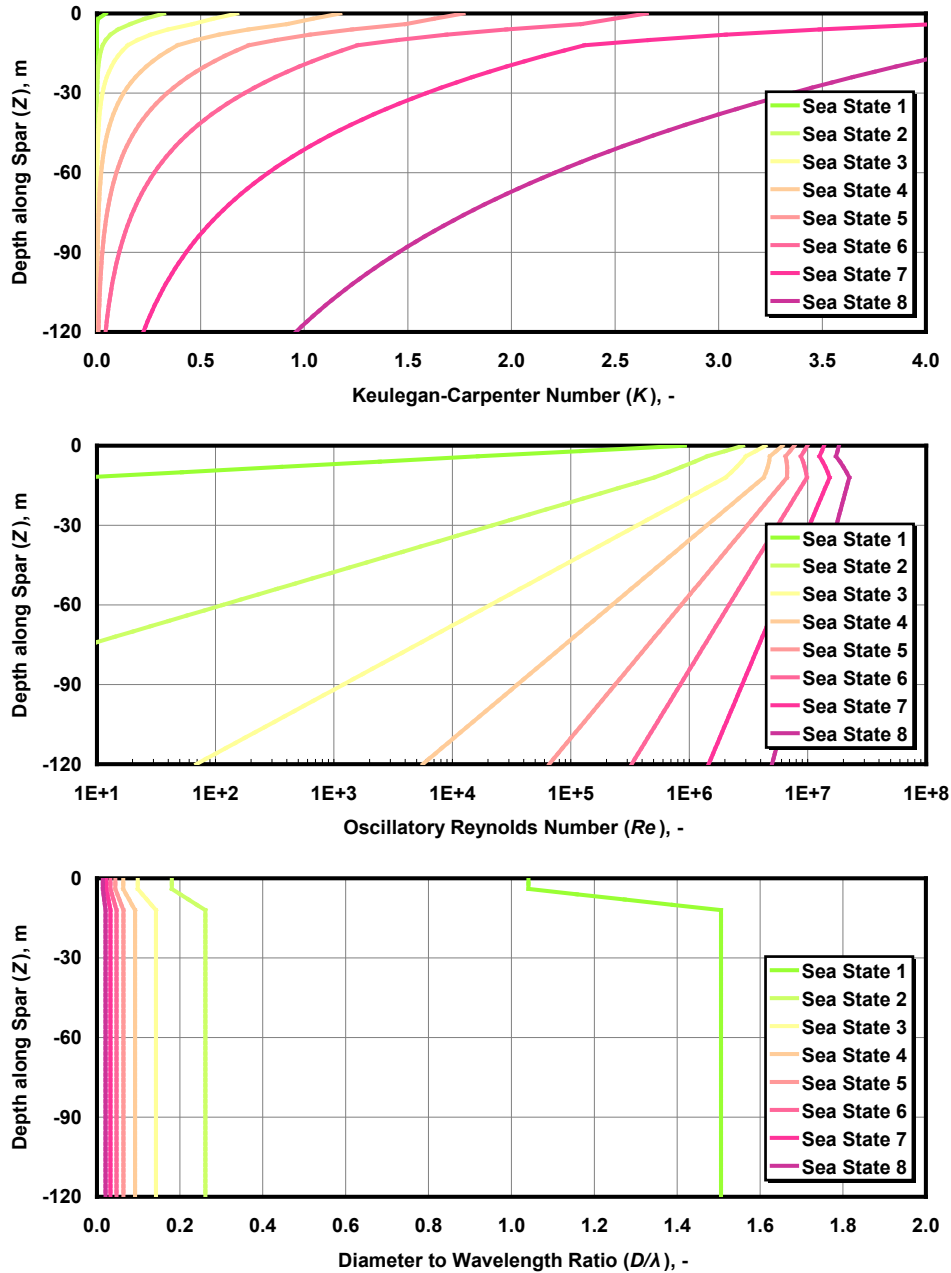 0
-30
-60
-90
-120
Depth along Spar (Z), m
0.0 0.5 1.0 1.5 2.0 2.5 3.0 3.5 4.0
Keulegan-Carpenter Number (K), -
Sea State 1
Sea State 2
Sea State 3
Sea State 4
Sea State 5
Sea State 6
Sea State 7
Sea State 8
0
-30
-60
-90
-120
Depth along Spar (Z), m
1E+1 1E+2 1E+3 1E+4 1E+5 1E+6 1E+7 1E+8
Oscillatory Reynolds Number (Re), -
Sea State 1
Sea State 2
Sea State 3
Sea State 4
Sea State 5
Sea State 6
Sea State 7
Sea State 8
0
-30
-60
-90
-120
Depth along Spar (Z), m
0.0 0.2 0.4 0.6 0.8 1.0 1.2 1.4 1.6 1.8 2.0
Diameter to Wavelength Ratio (D/λ), -
Sea State 1
Sea State 2
Sea State 3
Sea State 4
Sea State 5
Sea State 6
Sea State 7
Sea State 8